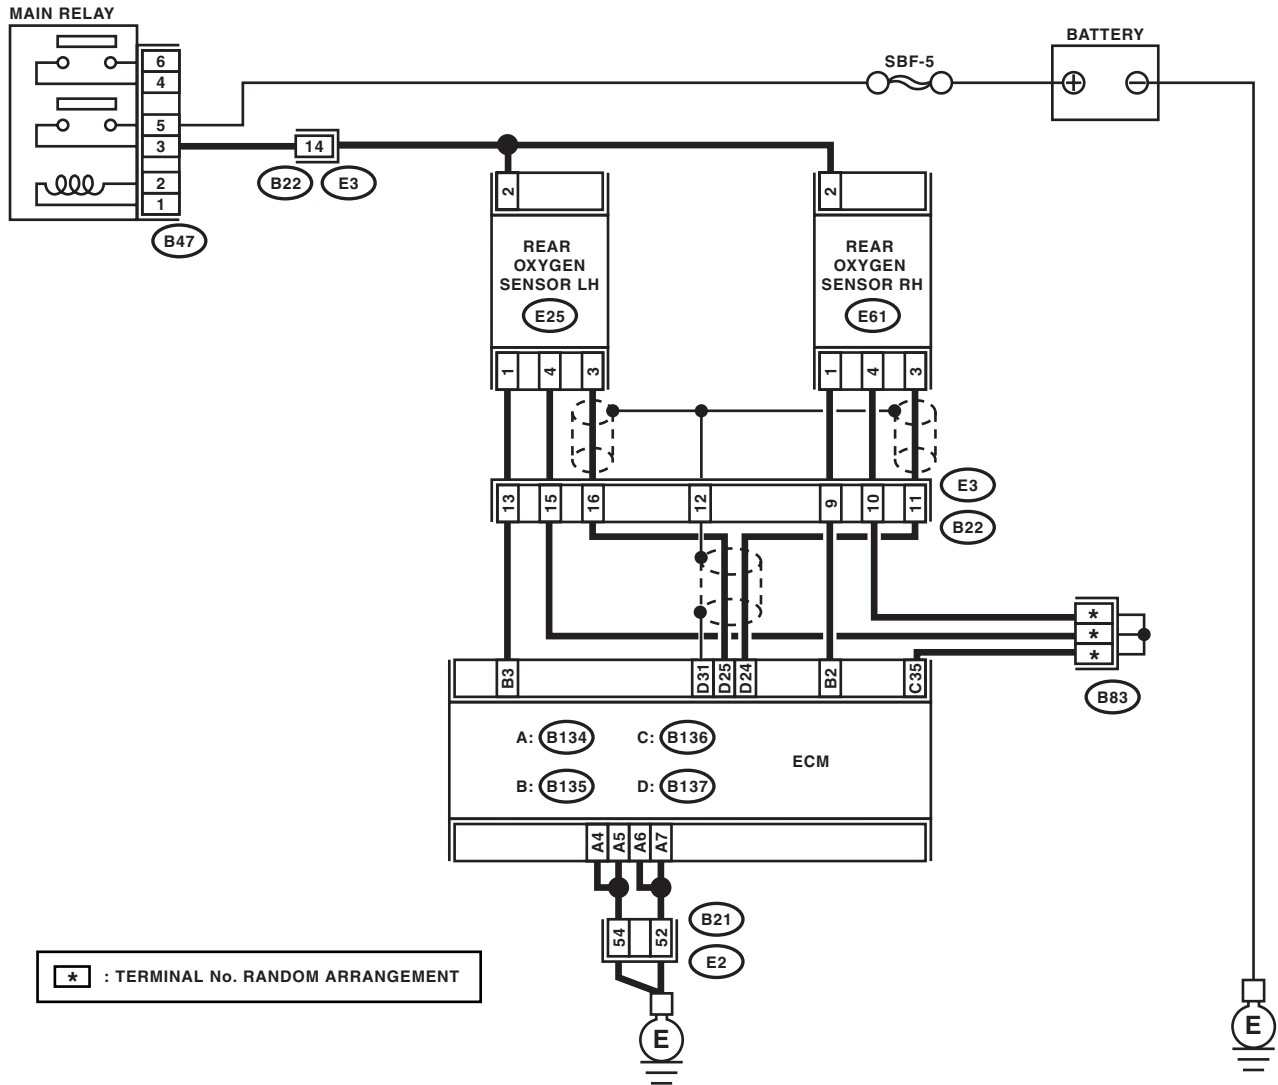 MAIN RELAY
BATTERY
SBF-5
6
4
5
3
2
1
14
B22
E3
B47
2
2
REAR
OXYGEN
SENSOR LH
E25
REAR
OXYGEN
SENSOR RH
E61
1
4
3
1
4
3
13
15
16
12
9
10
11
E3
B22
*
*
*
B83
B3
D31
D25
D24
B2
C35
A: B134
C: B136
B: B135
D: B137
ECM
A4
A5
A6
A7
54
52
B21
E2
* : TERMINAL No. RANDOM ARRANGEMENT
E
E